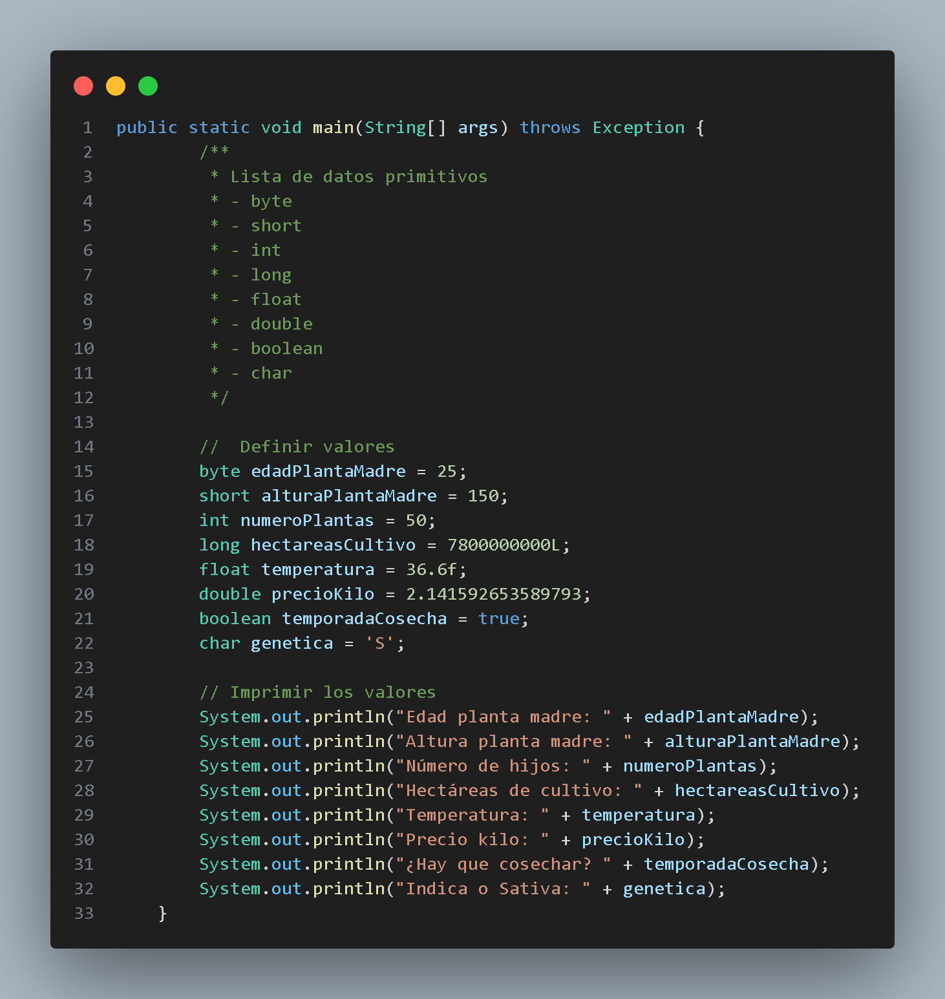 1 public static void main(String[] args) throws Exception {
2 /**
3 * Lista de datos primitivos
4 * - byte
5 * - short
6 * - int
7 * - long
8 * - float
9 * - double
10 * - boolean
11 * - char
12 */
13
14 //  Definir valores
15 byte edadPlantaMadre = 25;
16 short alturaPlantaMadre = 150;
17 int numeroPlantas = 50;
18 long hectareasCultivo = 7800000000L;
19 float temperatura = 36.6f;
20 double precioKilo = 2.141592653589793;
21 boolean temporadaCosecha = true;
22 char genetica = 'S';
23
24 // Imprimir los valores
25 System.out.println("Edad planta madre: " + edadPlantaMadre);
26 System.out.println("Altura planta madre: " + alturaPlantaMadre);
27 System.out.println("Número de hijos: " + numeroPlantas);
28 System.out.println("Hectáreas de cultivo: " + hectareasCultivo);
29 System.out.println("Temperatura: " + temperatura);
30 System.out.println("Precio kilo: " + precioKilo);
31 System.out.println("¿Hay que cosechar? " + temporadaCosecha);
32 System.out.println("Indica o Sativa: " + genetica);
33 }